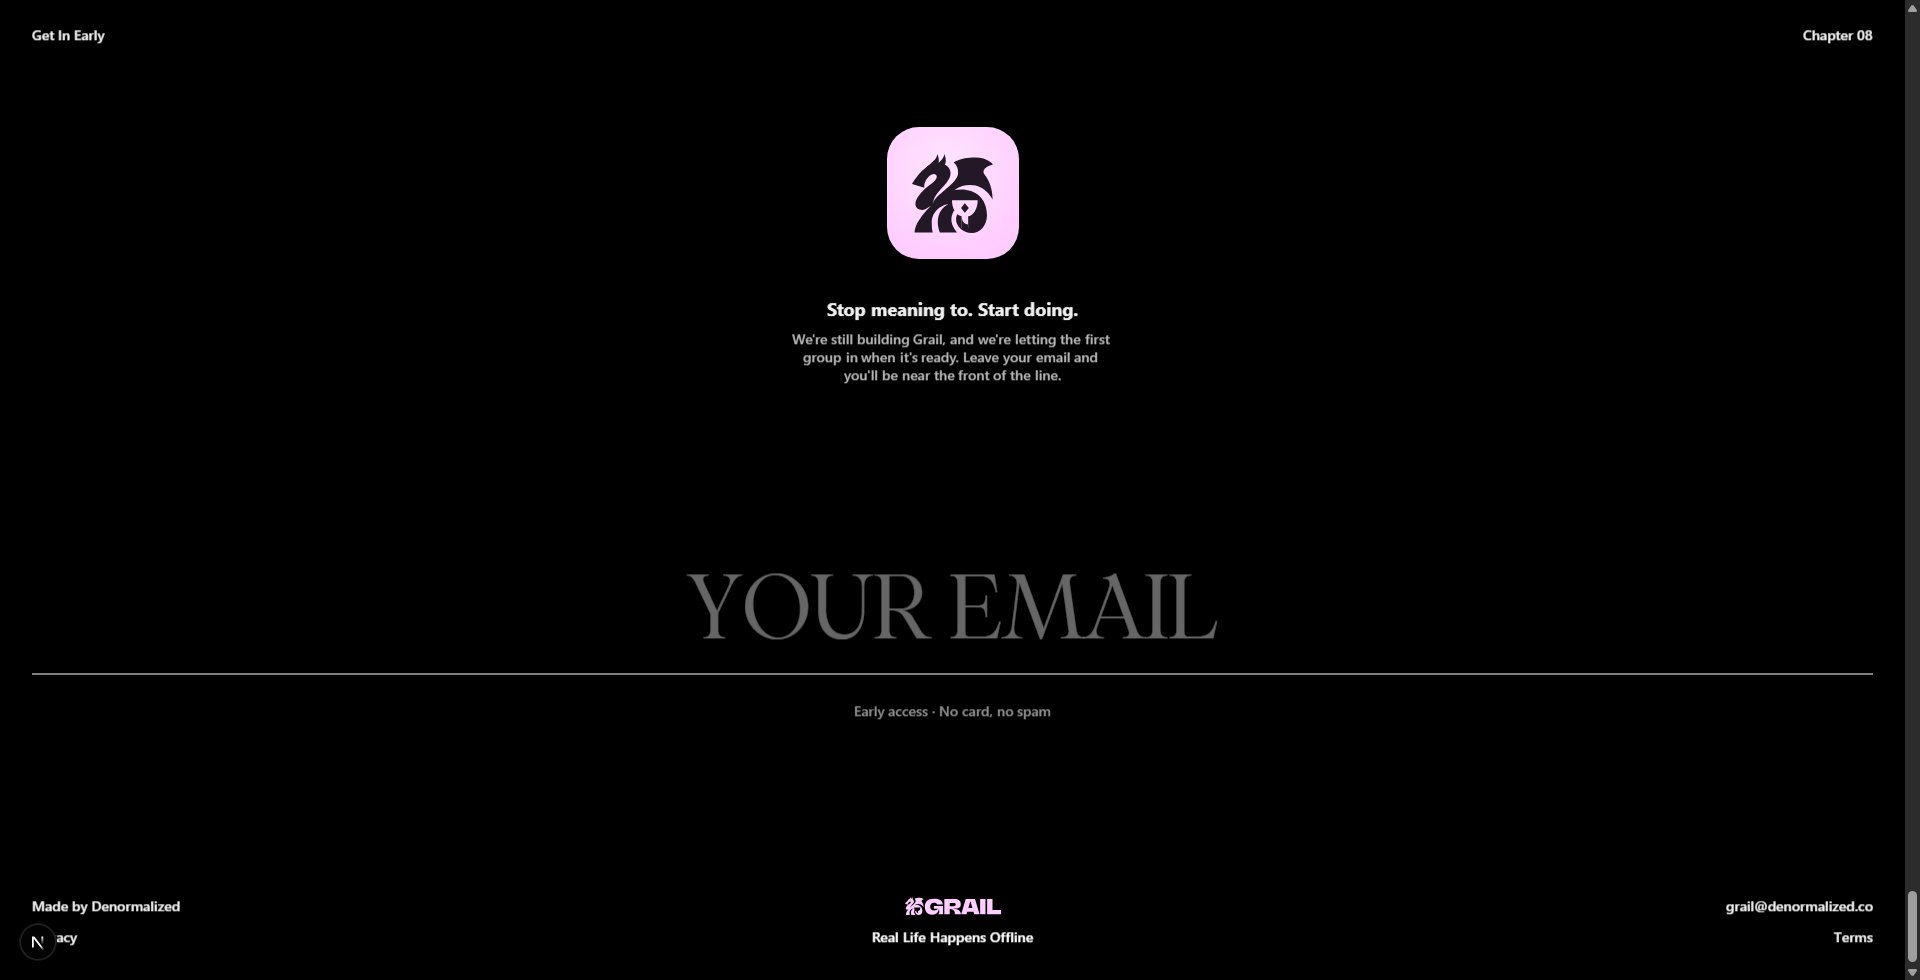 Get In Early
Chapter 08
Stop meaning to. Start doing.
We're still building Grail, and we're letting the first
group in when it's ready. Leave your email and
you'll be near the front of the line.
YOUR EMAIL
Early access · No card, no spam
Made by Denormalized
GRAIL
grail@denormalized.co
N
acy
Real Life Happens Offline
Terms